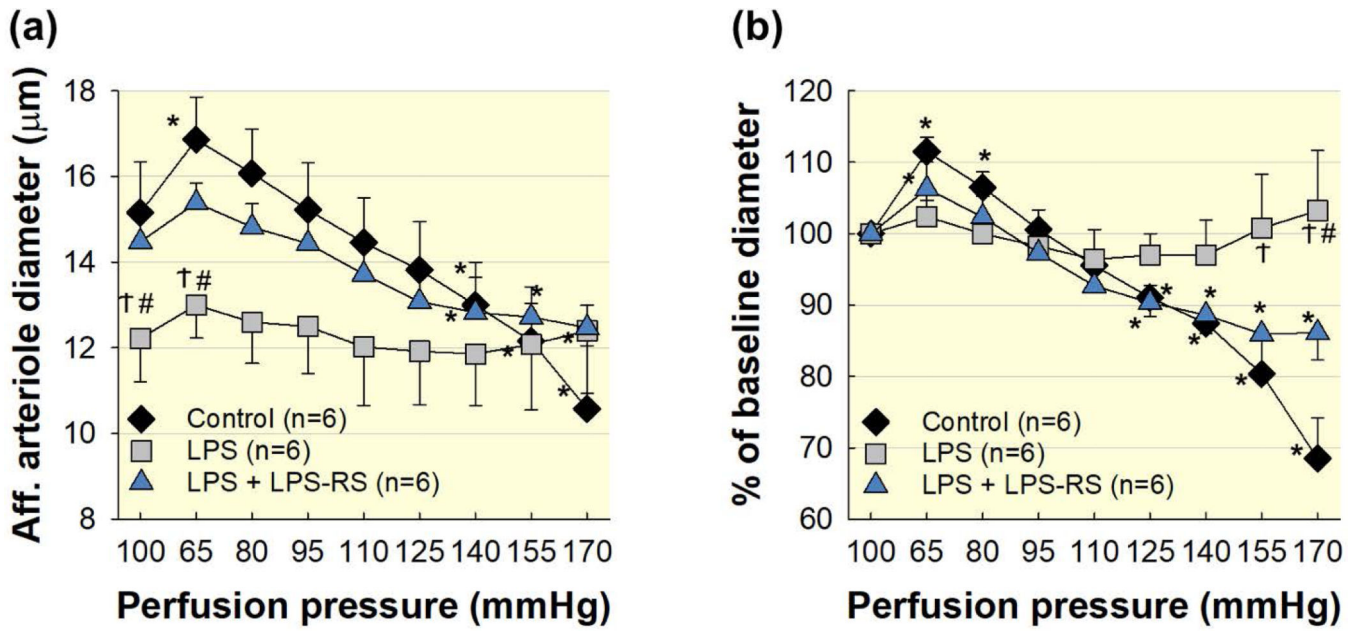 (a)
Aff. arteriole diameter (μm)
18
16
14
12
10
8
*
*
*
*
*
*
*
† #
† #
Control (n=6)
LPS (n=6)
LPS + LPS-RS (n=6)
100 65 80 95 110 125 140 155 170
Perfusion pressure (mmHg)
(b)
% of baseline diameter
120
110
100
90
80
70
60
*
*
*
*
*
*
*
*
*
*
*
†
† #
Control (n=6)
LPS (n=6)
LPS + LPS-RS (n=6)
100 65 80 95 110 125 140 155 170
Perfusion pressure (mmHg)